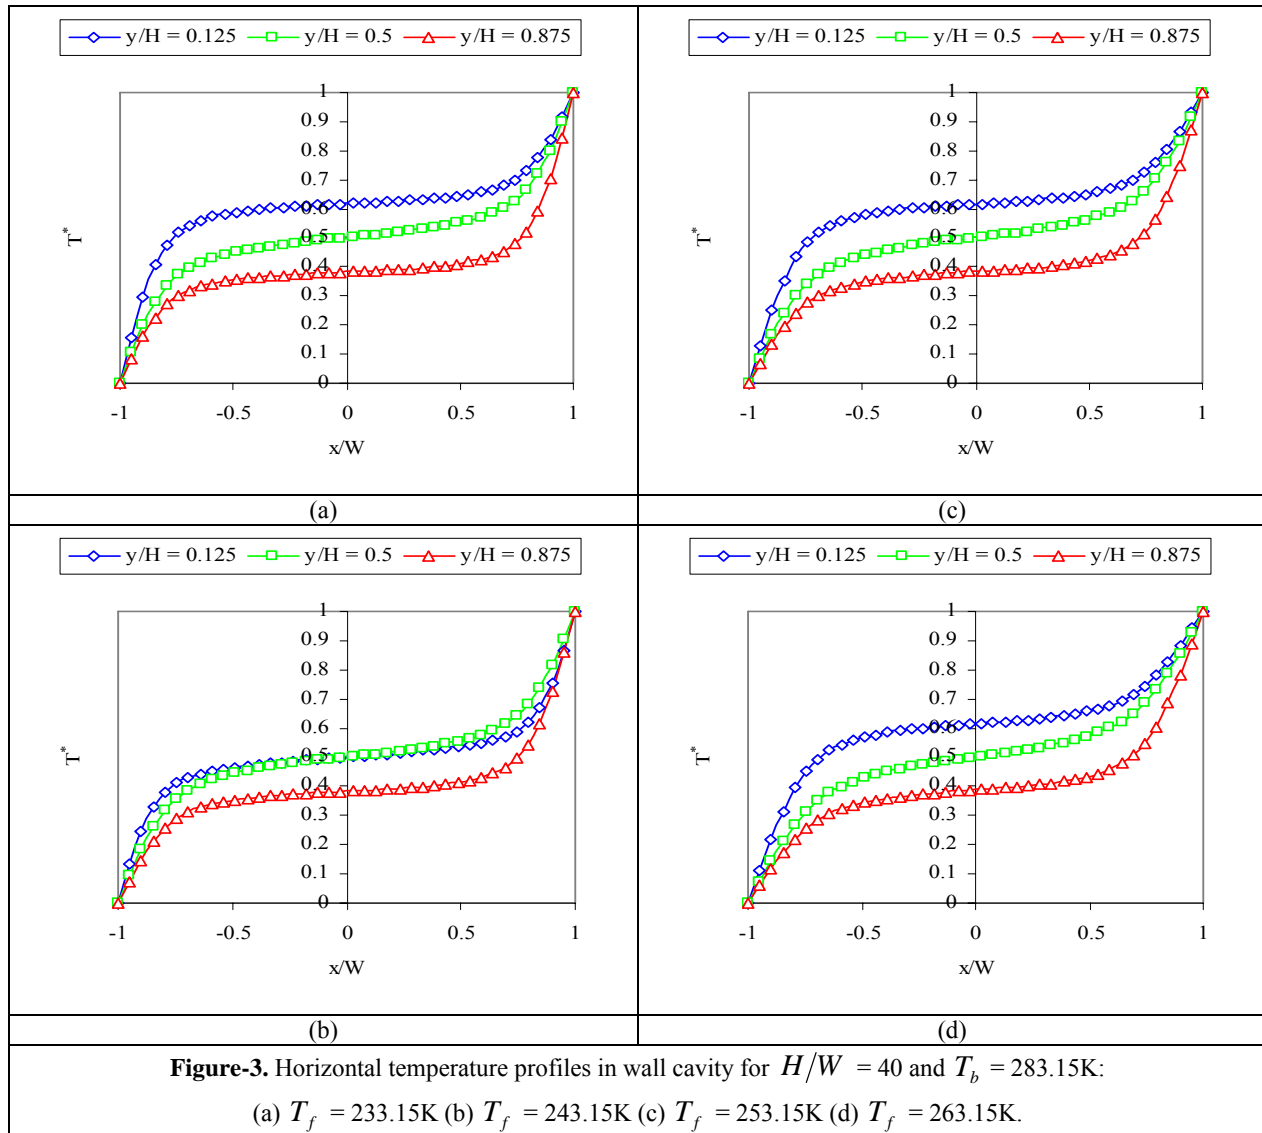 y/H = 0.125 y/H = 0.5 y/H = 0.875
1
0.9
0.8
0.7
0.6
0.5
0.4
0.3
0.2
0.1
0
T*
-1 -0.5 0 0.5 1
x/W
(a)
y/H = 0.125 y/H = 0.5 y/H = 0.875
1
0.9
0.8
0.7
0.6
0.5
0.4
0.3
0.2
0.1
0
T*
-1 -0.5 0 0.5 1
x/W
(c)
y/H = 0.125 y/H = 0.5 y/H = 0.875
1
0.9
0.8
0.7
0.6
0.5
0.4
0.3
0.2
0.1
0
T*
-1 -0.5 0 0.5 1
x/W
(b)
y/H = 0.125 y/H = 0.5 y/H = 0.875
1
0.9
0.8
0.7
0.6
0.5
0.4
0.3
0.2
0.1
0
T*
-1 -0.5 0 0.5 1
x/W
(d)
Figure-3. Horizontal temperature profiles in wall cavity for H/W = 40 and T_b = 283.15K:
(a) T_f = 233.15K (b) T_f = 243.15K (c) T_f = 253.15K (d) T_f = 263.15K.